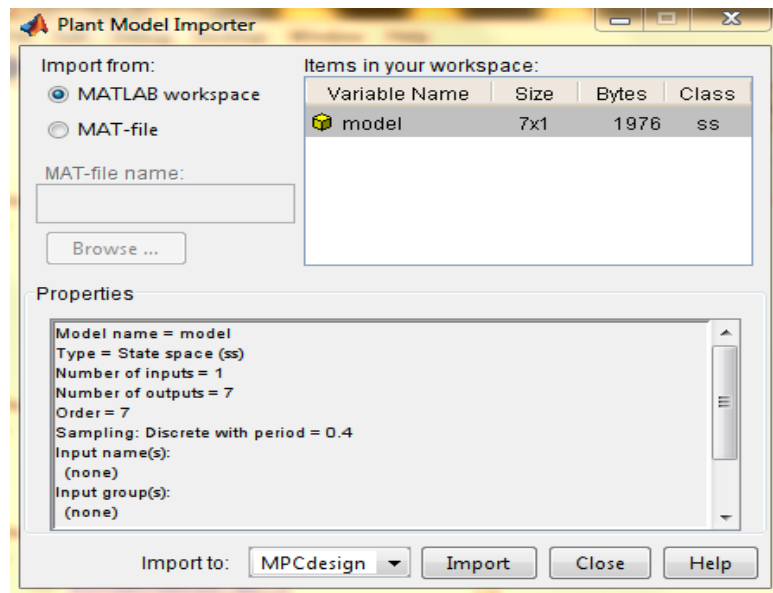 Plant Model Importer
Import from:
MATLAB workspace
MAT-file
MAT-file name:
Browse ...
Items in your workspace:
Variable Name Size Bytes Class
model 7x1 1976 ss
Properties
Model name = model
Type = State space (ss)
Number of inputs = 1
Number of outputs = 7
Order = 7
Sampling: Discrete with period = 0.4
Input name(s):
(none)
Input group(s):
(none)
Import to: MPCdesign Import Close Help